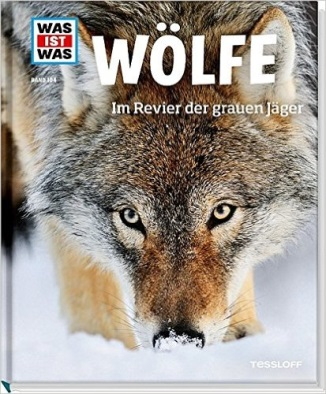 WAS
IST
WAS
WÖLFE
Im Revier der grauen Jäger
TESSLOFF